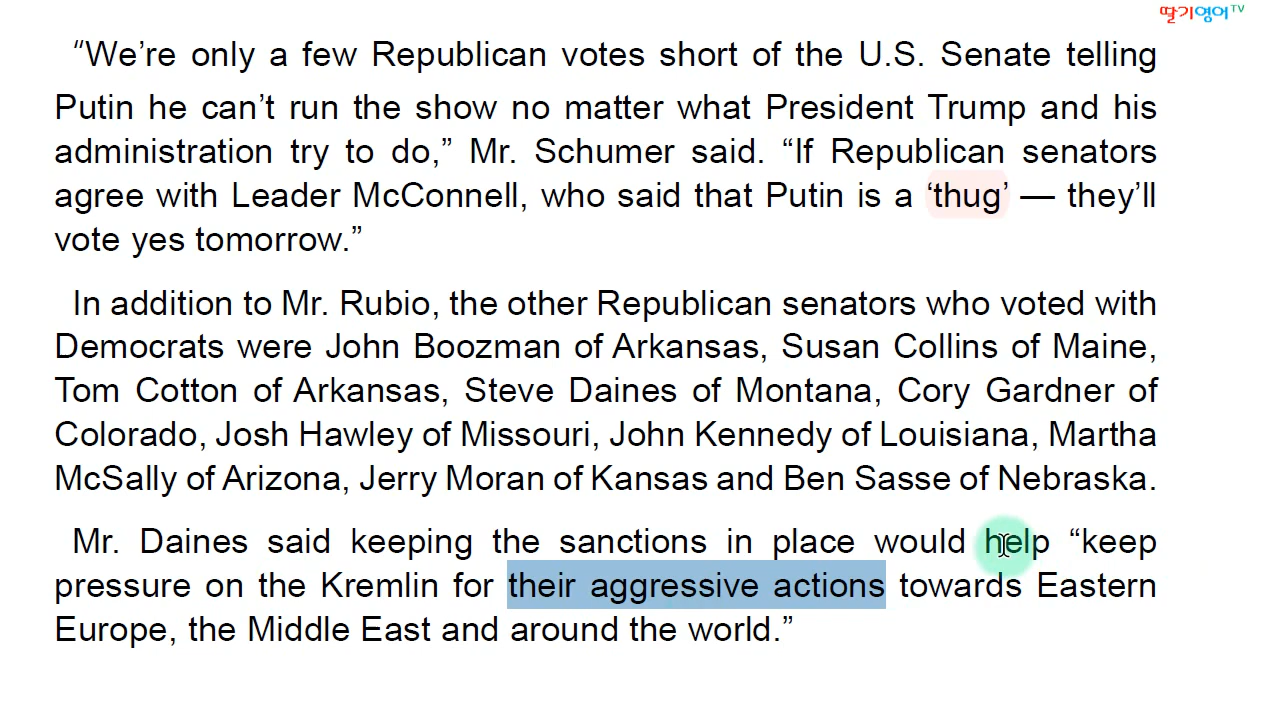 딸기영어TV
“We’re only a few Republican votes short of the U.S. Senate telling
Putin he can’t run the show no matter what President Trump and his
administration try to do,” Mr. Schumer said. “If Republican senators
agree with Leader McConnell, who said that Putin is a ‘thug’ — they’ll
vote yes tomorrow.”
In addition to Mr. Rubio, the other Republican senators who voted with
Democrats were John Boozman of Arkansas, Susan Collins of Maine,
Tom Cotton of Arkansas, Steve Daines of Montana, Cory Gardner of
Colorado, Josh Hawley of Missouri, John Kennedy of Louisiana, Martha
McSally of Arizona, Jerry Moran of Kansas and Ben Sasse of Nebraska.
Mr. Daines said keeping the sanctions in place would help “keep
pressure on the Kremlin for their aggressive actions towards Eastern
Europe, the Middle East and around the world.”